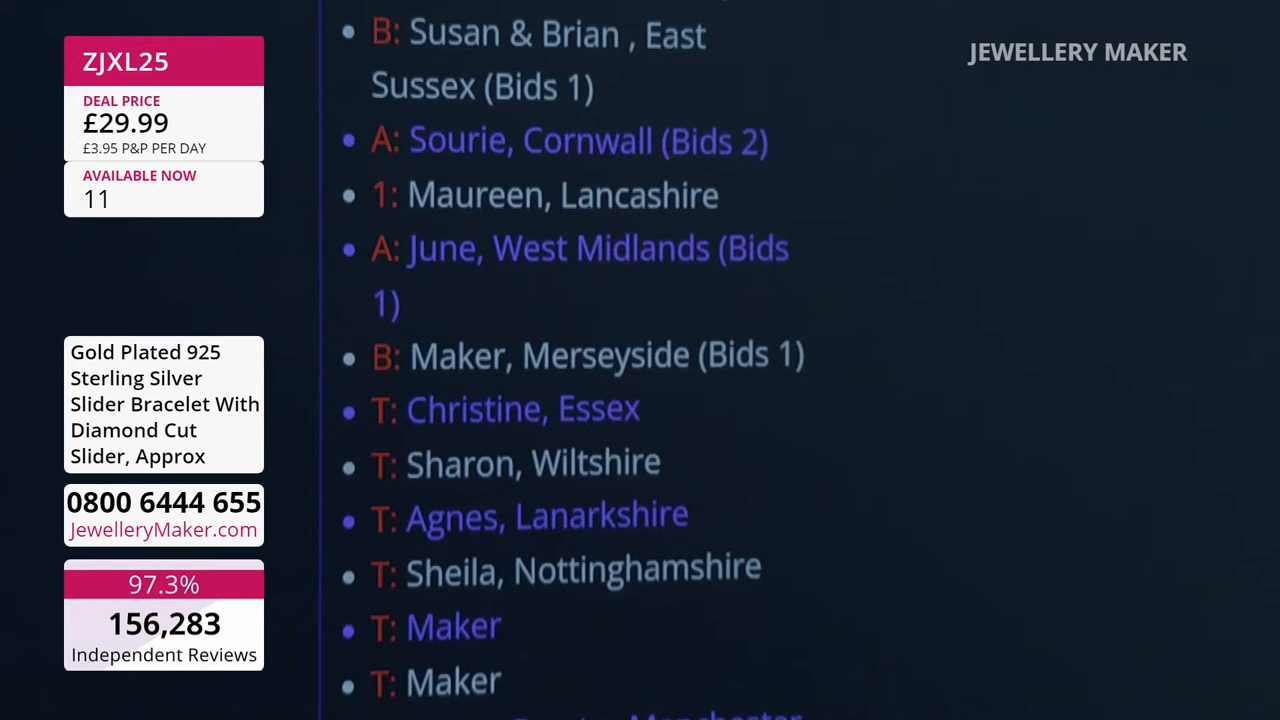 ZJXL25
DEAL PRICE
£29.99
£3.95 P&P PER DAY
AVAILABLE NOW
11
Gold Plated 925
Sterling Silver
Slider Bracelet With
Diamond Cut
Slider, Approx
0800 6444 655
JewelleryMaker.com
97.3%
156,283
Independent Reviews
JEWELLERY MAKER
B: Susan & Brian , East
Sussex (Bids 1)
A: Sourie, Cornwall (Bids 2)
1: Maureen, Lancashire
A: June, West Midlands (Bids
1)
B: Maker, Merseyside (Bids 1)
T: Christine, Essex
T: Sharon, Wiltshire
T: Agnes, Lanarkshire
T: Sheila, Nottinghamshire
T: Maker
T: Maker
Manchester